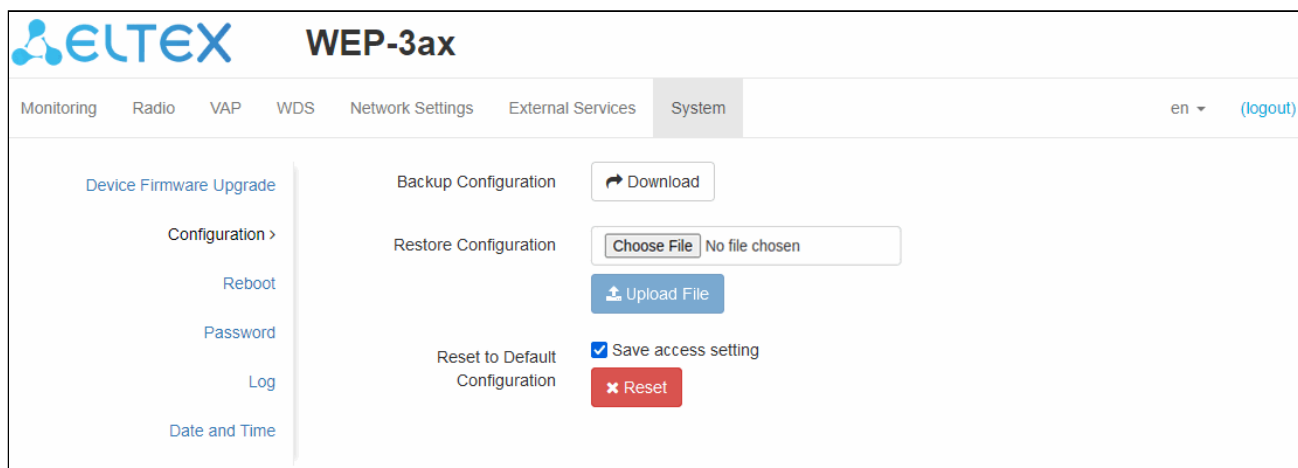 ELTEX WEP-3ax
Monitoring Radio VAP WDS Network Settings External Services System en (logout)
Device Firmware Upgrade
Configuration >
Reboot
Password
Log
Date and Time
Backup Configuration Download
Restore Configuration Choose File No file chosen
Upload File
Reset to Default
Configuration
Save access setting
Reset